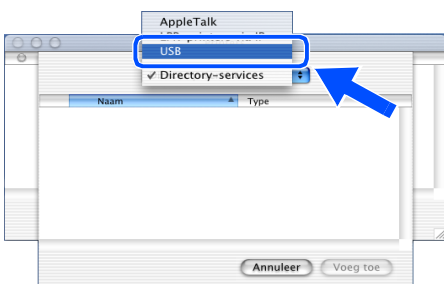 AppleTalk
USB
✓ Directory-services
Naam Type
Annuleer Voeg toe